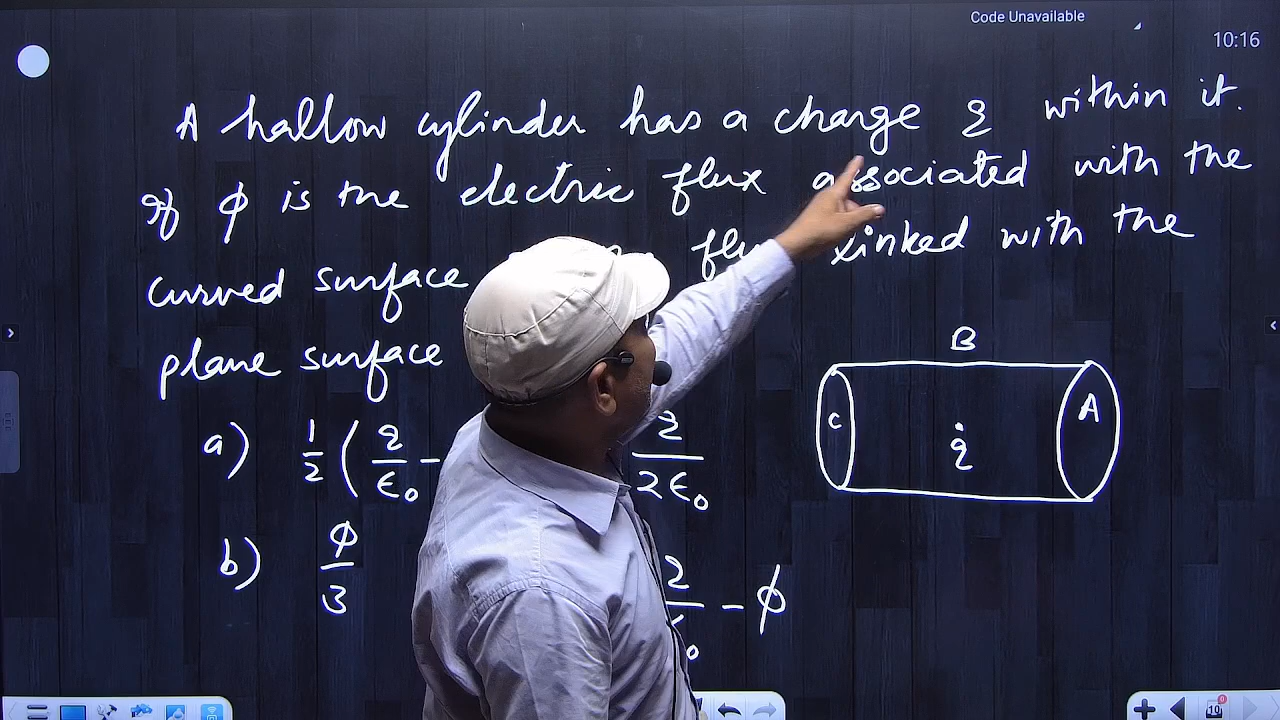 Code Unavailable
10:16
A hallow cylinder has a charge q within it.
If ϕ is the electric flux associated with the
curved surface linked with the
plane surface
B
C
q
A
a) 1/2 (q/ϵ0 - q/2ϵ0
b) ϕ/3 - ϕ
10